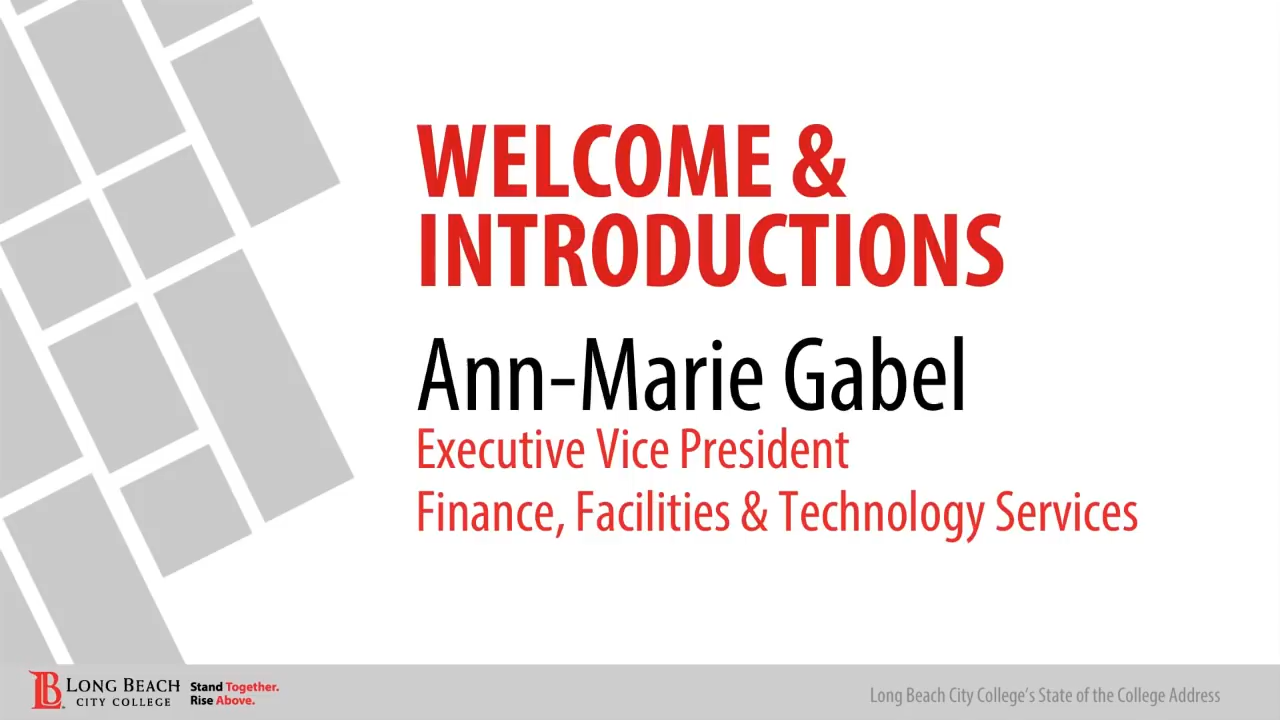 WELCOME &
INTRODUCTIONS
Ann-Marie Gabel
Executive Vice President
Finance, Facilities & Technology Services
LB
LONG BEACH
CITY COLLEGE
Stand Together.
Rise Above.
Long Beach City College's State of the College Address